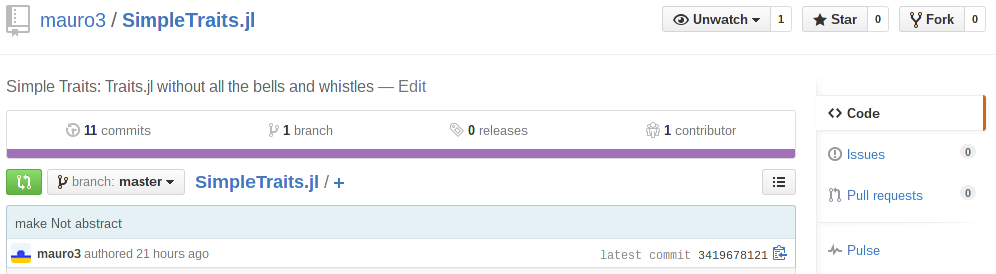 mauro3 / SimpleTraits.jl
Unwatch 1 Star 0 Fork 0
Simple Traits: Traits.jl without all the bells and whistles — Edit
11 commits 1 branch 0 releases 1 contributor
branch: master SimpleTraits.jl / +
make Not abstract
mauro3 authored 21 hours ago latest commit 3419678121
Code
Issues 0
Pull requests 0
Pulse